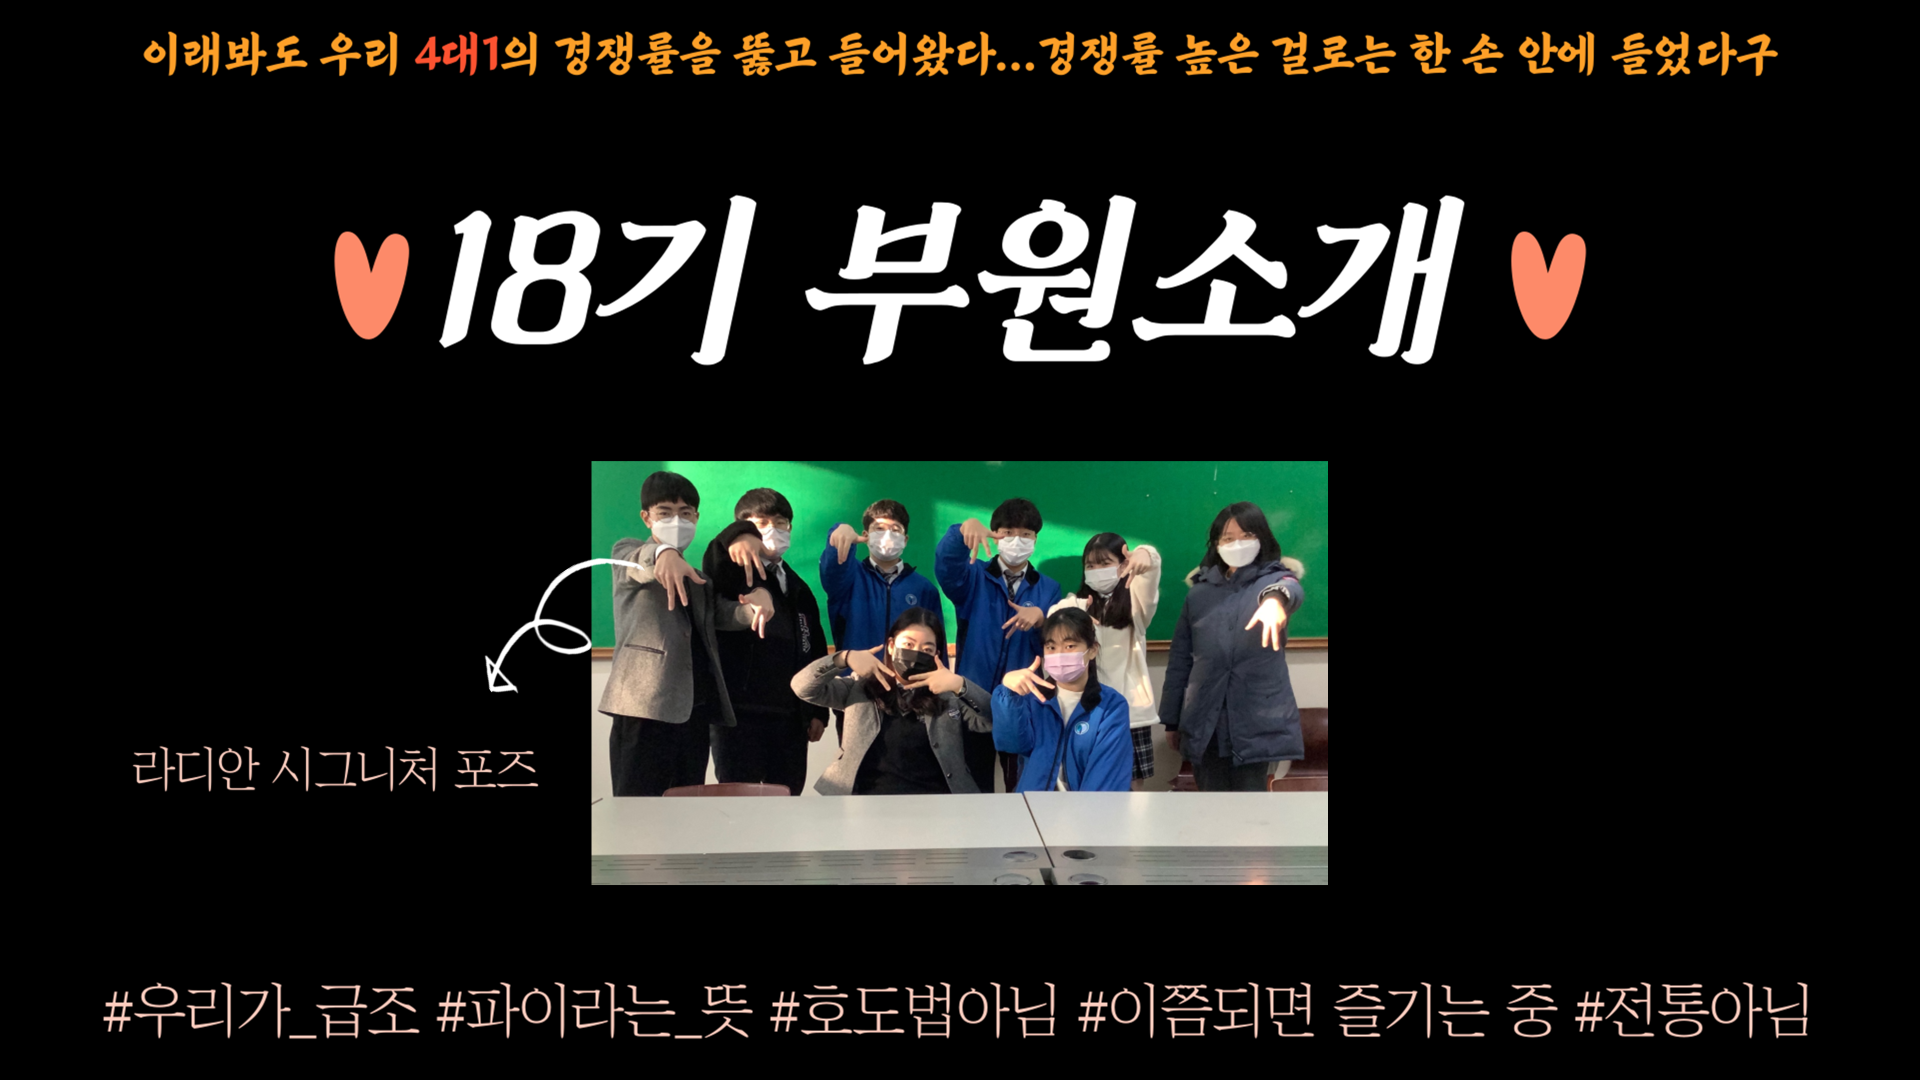 이래봬도 우리 4대1의 경쟁률을 뚫고 들어왔다...경쟁률 높은 걸로는 한 손 안에 들었다구
18기 부원소개
라디안 시그니처 포즈
#우리가_급조 #파이라는_뜻 #호도법아님 #이쯤되면 즐기는 중 #전통아님